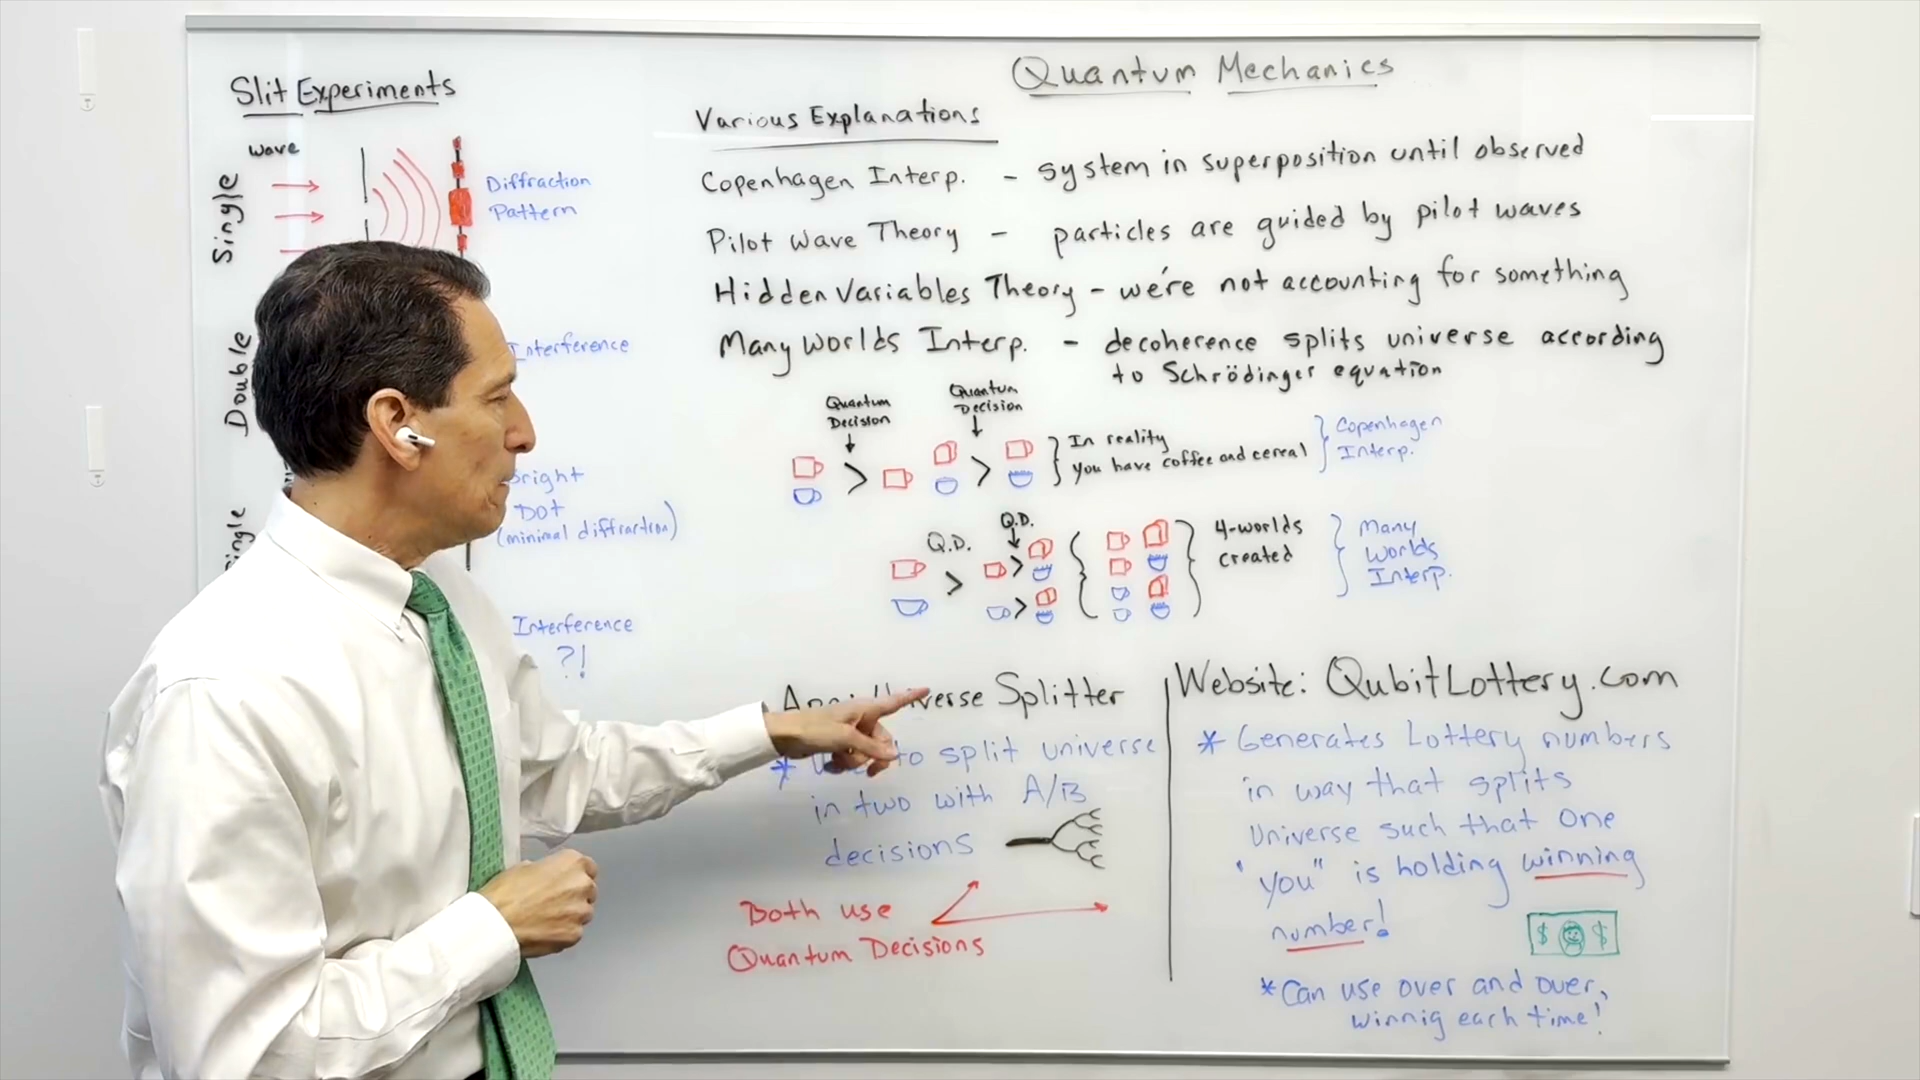 Quantum Mechanics
Slit Experiments
wave
Single
Diffraction
Pattern
Double
Interference
Bright
Dot
(minimal diffraction)
Interference
?!
Various Explanations
Copenhagen Interp. - system in superposition until observed
Pilot Wave Theory - particles are guided by pilot waves
Hidden Variables Theory - we're not accounting for something
Many Worlds Interp. - decoherence splits universe according
to Schrödinger equation
Quantum
Decision
Quantum
Decision
In reality
you have coffee and cereal
Copenhagen
Interp.
Q.D.
Q.D.
4-worlds
created
Many
Worlds
Interp.
Splitter
to split universe
in two with A/B
decisions
Both use
Quantum Decisions
Website: QubitLottery.com
* Generates Lottery numbers
in way that splits
Universe such that one
"you" is holding winning
number!
$ $
*Can use over and over,
winnig each time!